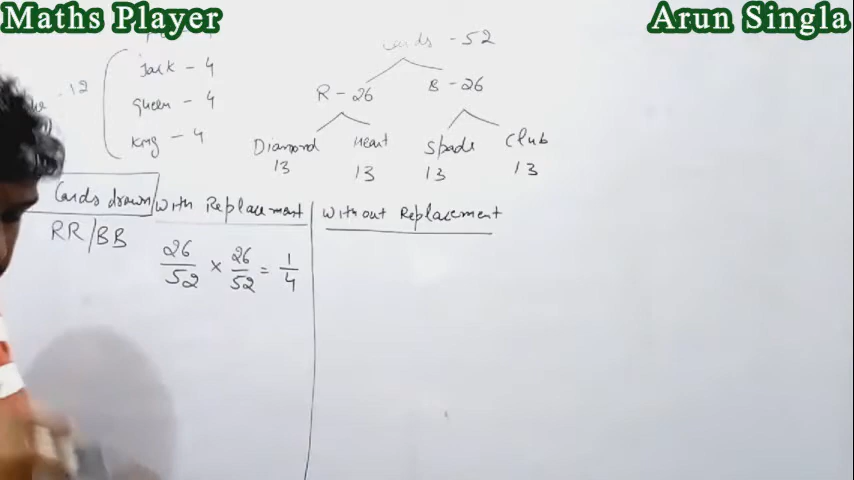 Maths Player
Arun Singla
Cards - 52
- 12
Jack - 4
Queen - 4
King - 4
R - 26
B - 26
Diamond
13
Heart
13
Spade
13
Club
13
Cards drawn
With Replacement
Without Replacement
RR/BB
26/52 × 26/52 = 1/4